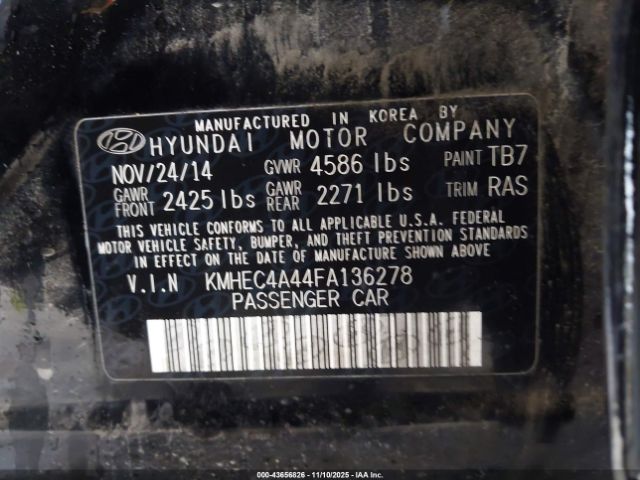 MANUFACTURED IN KOREA BY
HYUNDAI MOTOR COMPANY
NOV/24/14 GVWR 4586 lbs PAINT TB7
GAWR FRONT 2425 lbs GAWR REAR 2271 lbs TRIM RAS
THIS VEHICLE CONFORMS TO ALL APPLICABLE U.S.A. FEDERAL
MOTOR VEHICLE SAFETY, BUMPER, AND THEFT PREVENTION STANDARDS
IN EFFECT ON THE DATE OF MANUFACTURE SHOWN ABOVE
V.I.N KMHEC4A44FA136278
PASSENGER CAR
000-43656826 - 11/10/2025 - IAA Inc.